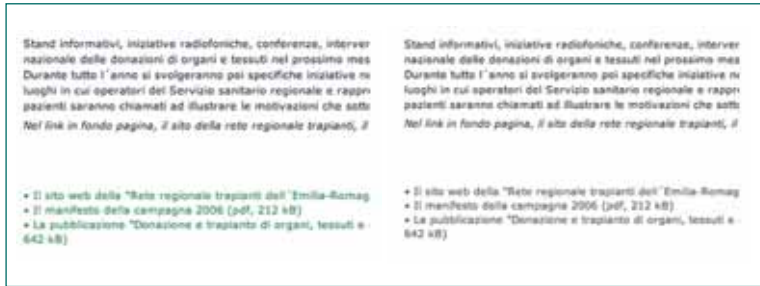 Stand informativi, iniziative radiofoniche, conferenze, interver
nazionale delle donazioni di organi e tessuti nel prossimo mes
Durante tutto l´anno si svolgeranno poi specifiche iniziative ne
luoghi in cui operatori del Servizio sanitario regionale e rappre
pazienti saranno chiamati ad illustrare le motivazioni che sotto
Nel link in fondo pagina, il sito della rete regionale trapianti, il
• Il sito web della "Rete regionale trapianti dell´Emilia-Romag
• Il manifesto della campagna 2006 (pdf, 212 kB)
• La pubblicazione "Donazione e trapianto di organi, tessuti e
642 kB)
Stand informativi, iniziative radiofoniche, conferenze, interver
nazionale delle donazioni di organi e tessuti nel prossimo mes
Durante tutto l´anno si svolgeranno poi specifiche iniziative ne
luoghi in cui operatori del Servizio sanitario regionale e rappre
pazienti saranno chiamati ad illustrare le motivazioni che sotto
Nel link in fondo pagina, il sito della rete regionale trapianti, il
• Il sito web della "Rete regionale trapianti dell´Emilia-Romag
• Il manifesto della campagna 2006 (pdf, 212 kB)
• La pubblicazione "Donazione e trapianto di organi, tessuti e
642 kB)